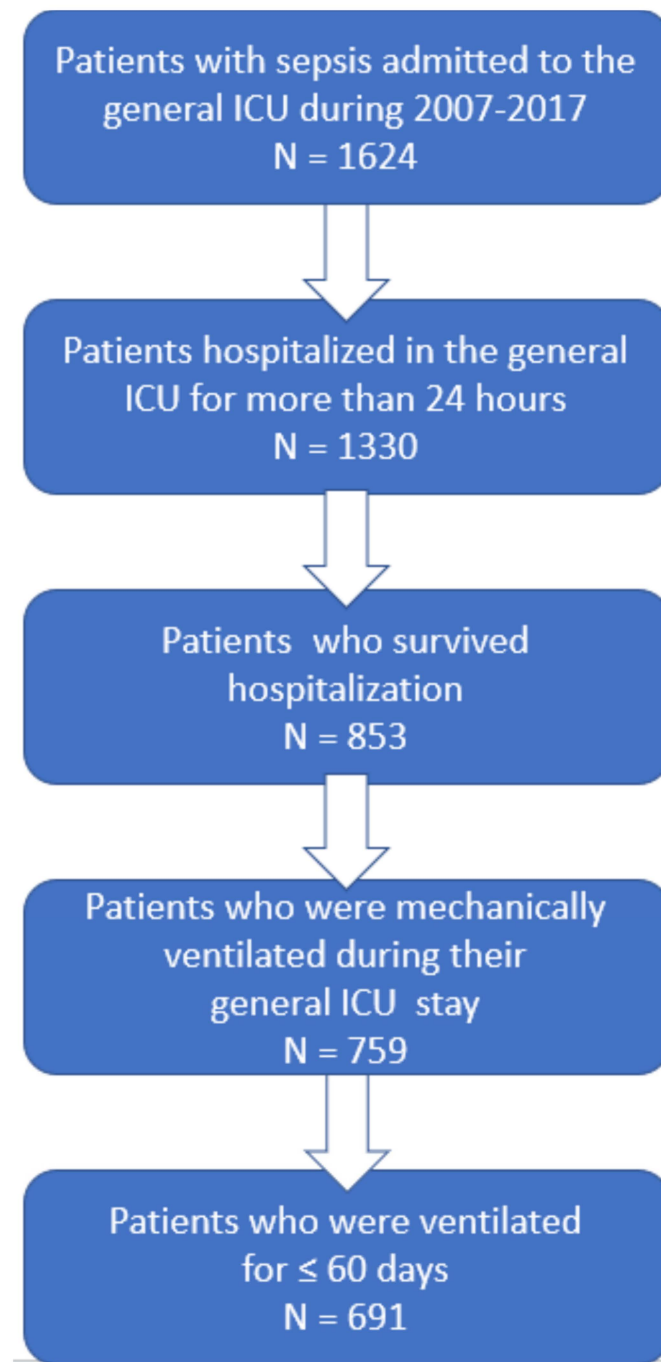 Patients with sepsis admitted to the
general ICU during 2007-2017
N = 1624
Patients hospitalized in the general
ICU for more than 24 hours
N = 1330
Patients  who survived
hospitalization
N = 853
Patients who were mechanically
ventilated during their
general ICU  stay
N = 759
Patients who were ventilated
for ≤ 60 days
N = 691